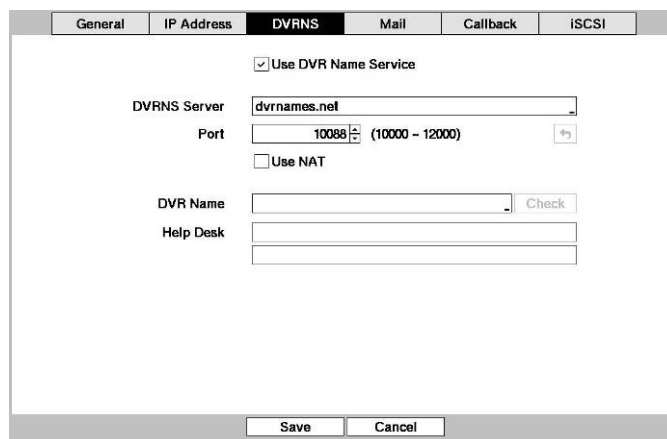 General IP Address DVRNS Mail Callback iSCSI
Use DVR Name Service
DVRNS Server dvrnames.net
Port 10088 (10000 ~ 12000)
Use NAT
DVR Name Check
Help Desk
Save Cancel